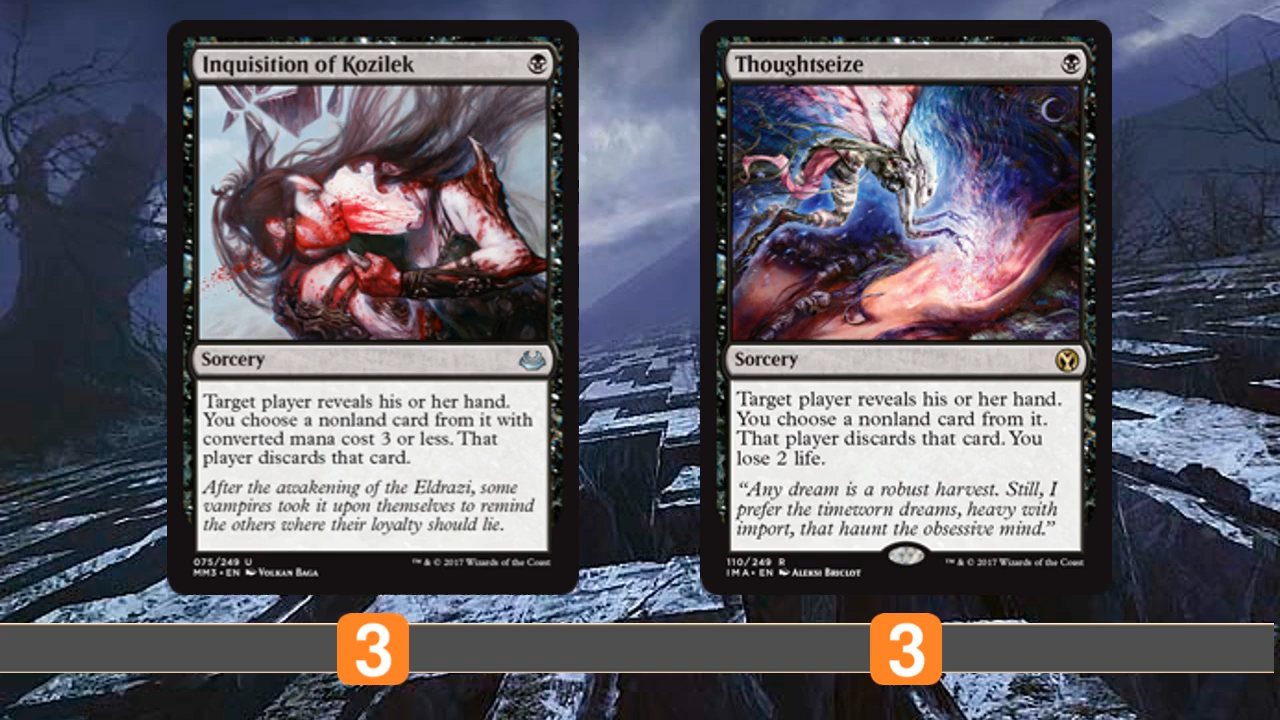 Inquisition of Kozilek
Sorcery
Target player reveals his or her hand.
You choose a nonland card from it with
converted mana cost 3 or less. That
player discards that card.
After the awakening of the Eldrazi, some
vampires took it upon themselves to remind
the others where their loyalty should lie.
075/249 U
MM3 • EN VOLKAN BAGA
™ & © 2017 Wizards of the Coast
3
Thoughtseize
Sorcery
Target player reveals his or her hand.
You choose a nonland card from it.
That player discards that card. You
lose 2 life.
“Any dream is a robust harvest. Still, I
prefer the timeworn dreams, heavy with
import, that haunt the obsessive mind.”
110/249 R
IMA • EN ALEKSI BRICLOT
™ & © 2017 Wizards of the Coast
3